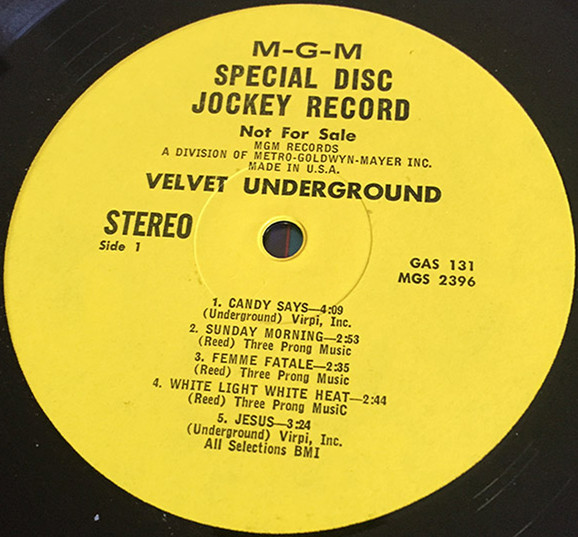 M-G-M
SPECIAL DISC
JOCKEY RECORD
Not For Sale
MGM RECORDS
A DIVISION OF METRO-GOLDWYN-MAYER INC.
MADE IN U.S.A.
VELVET UNDERGROUND
STEREO
Side 1
GAS 131
MGS 2396
1. CANDY SAYS—4:09
(Underground) Virpi, Inc.
2. SUNDAY MORNING—2:53
(Reed) Three Prong Music
3. FEMME FATALE—2:35
(Reed) Three Prong Music
4. WHITE LIGHT WHITE HEAT—2:44
(Reed) Three Prong MusiC
5. JESUS—3:24
(Underground) Virpi, Inc.
All Selections BMI